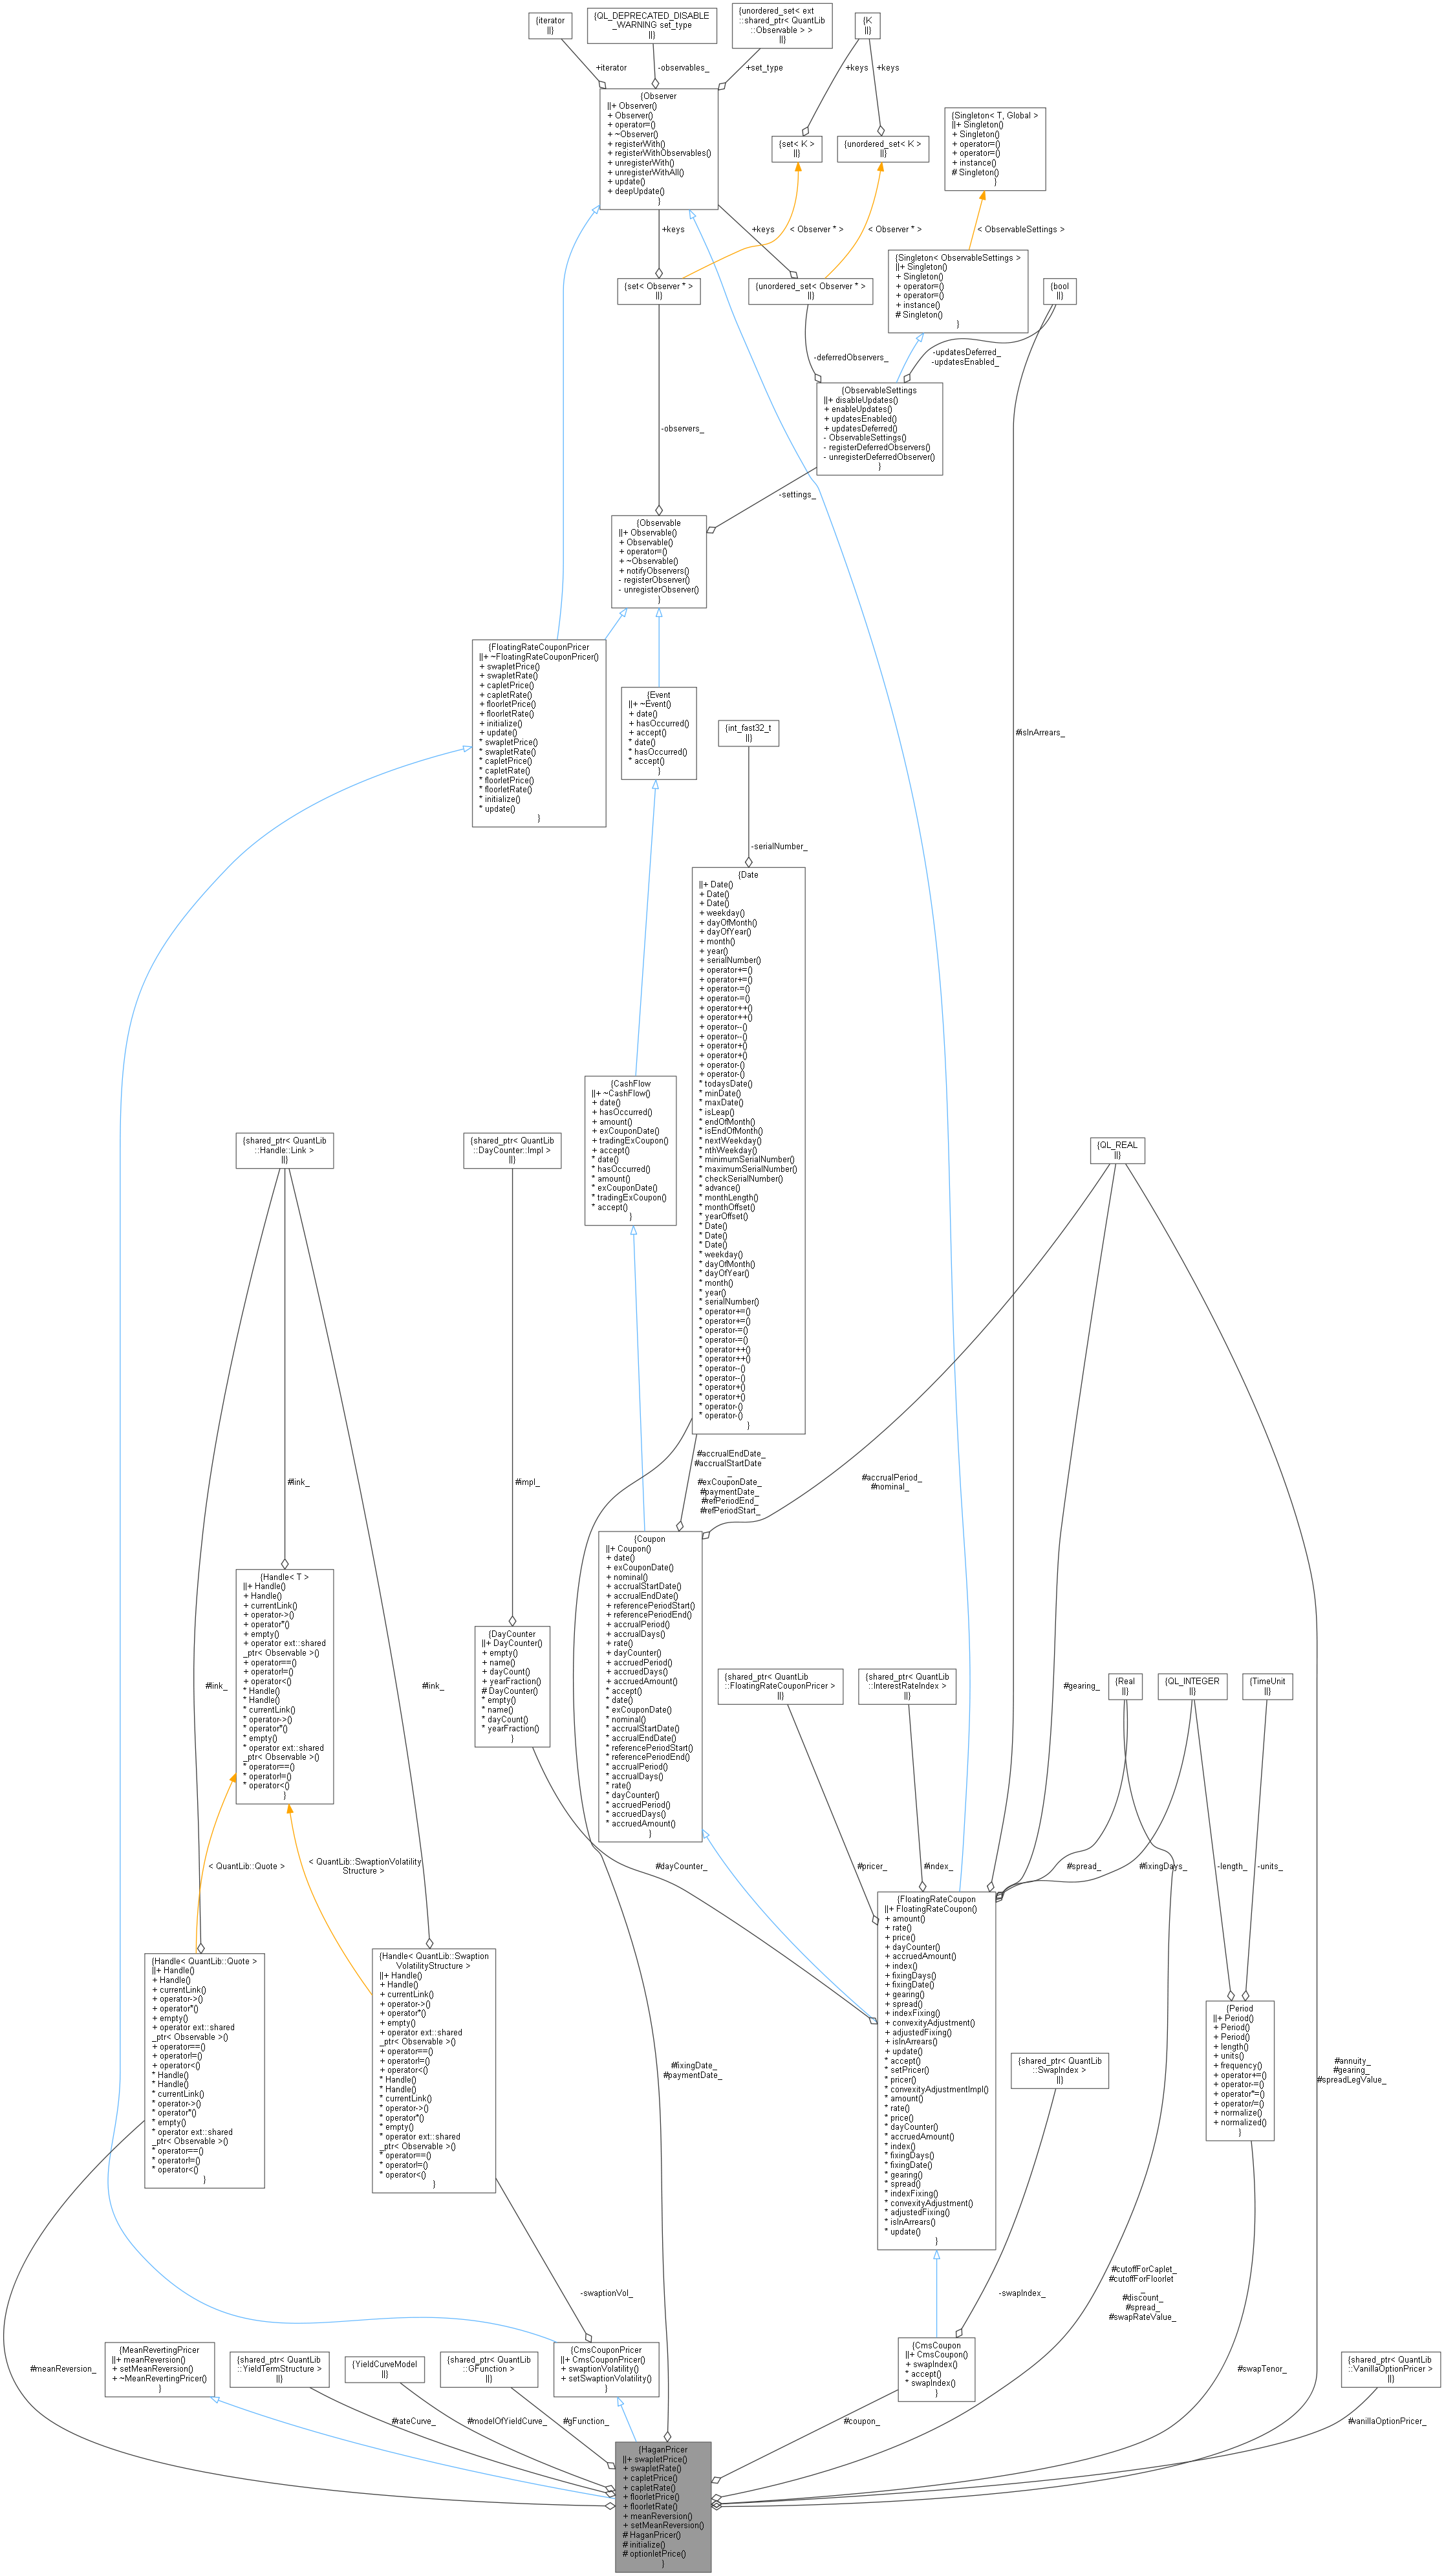 {iterator
||}
{QL_DEPRECATED_DISABLE
_WARNING set_type
||}
{unordered_set< ext
::shared_ptr< QuantLib
::Observable > >
||}
{K
||}
+iterator
-observables_
+set_type
+keys
+keys
{Observer
||+ Observer()
+ Observer()
+ operator=()
+ ~Observer()
+ registerWith()
+ registerWithObservables()
+ unregisterWith()
+ unregisterWithAll()
+ update()
+ deepUpdate()
}
{set< K >
||}
{unordered_set< K >
||}
{Singleton< T, Global >
||+ Singleton()
+ Singleton()
+ operator=()
+ operator=()
+ instance()
# Singleton()
}
+keys
+keys
< Observer * >
< Observer * >
< ObservableSettings >
{set< Observer * >
||}
{unordered_set< Observer * >
||}
{Singleton< ObservableSettings >
||+ Singleton()
+ Singleton()
+ operator=()
+ operator=()
+ instance()
# Singleton()
}
{bool
||}
-deferredObservers_
-updatesDeferred_
-updatesEnabled_
{ObservableSettings
||+ disableUpdates()
+ enableUpdates()
+ updatesEnabled()
+ updatesDeferred()
- ObservableSettings()
- registerDeferredObservers()
- unregisterDeferredObserver()
}
-observers_
-settings_
{Observable
||+ Observable()
+ Observable()
+ operator=()
+ ~Observable()
+ notifyObservers()
- registerObserver()
- unregisterObserver()
}
{FloatingRateCouponPricer
||+ ~FloatingRateCouponPricer()
+ swapletPrice()
+ swapletRate()
+ capletPrice()
+ capletRate()
+ floorletPrice()
+ floorletRate()
+ initialize()
+ update()
* swapletPrice()
* swapletRate()
* capletPrice()
* capletRate()
* floorletPrice()
* floorletRate()
* initialize()
* update()
}
{Event
||+ ~Event()
+ date()
+ hasOccurred()
+ accept()
* date()
* hasOccurred()
* accept()
}
{int_fast32_t
||}
#isInArrears_
-serialNumber_
{Date
||+ Date()
+ Date()
+ Date()
+ weekday()
+ dayOfMonth()
+ dayOfYear()
+ month()
+ year()
+ serialNumber()
+ operator+=()
+ operator+=()
+ operator-=()
+ operator-=()
+ operator++()
+ operator++()
+ operator--()
+ operator--()
+ operator+()
+ operator+()
+ operator-()
+ operator-()
* todaysDate()
* minDate()
* maxDate()
* isLeap()
* endOfMonth()
* isEndOfMonth()
* nextWeekday()
* nthWeekday()
* minimumSerialNumber()
* maximumSerialNumber()
* checkSerialNumber()
* advance()
* monthLength()
* monthOffset()
* yearOffset()
* Date()
* Date()
* Date()
* weekday()
* dayOfMonth()
* dayOfYear()
* month()
* year()
* serialNumber()
* operator+=()
* operator+=()
* operator-=()
* operator-=()
* operator++()
* operator++()
* operator--()
* operator--()
* operator+()
* operator+()
* operator-()
* operator-()
}
{CashFlow
||+ ~CashFlow()
+ date()
+ hasOccurred()
+ amount()
+ exCouponDate()
+ tradingExCoupon()
+ accept()
* date()
* hasOccurred()
* amount()
* exCouponDate()
* tradingExCoupon()
* accept()
}
{shared_ptr< QuantLib
::Handle::Link >
||}
{shared_ptr< QuantLib
::DayCounter::Impl >
||}
{QL_REAL
||}
#link_
#impl_
#accrualEndDate_
#accrualStartDate
_
#exCouponDate_
#paymentDate_
#refPeriodEnd_
#refPeriodStart_
#accrualPeriod_
#nominal_
{Coupon
||+ Coupon()
+ date()
+ exCouponDate()
+ nominal()
+ accrualStartDate()
+ accrualEndDate()
+ referencePeriodStart()
+ referencePeriodEnd()
+ accrualPeriod()
+ accrualDays()
+ rate()
+ dayCounter()
+ accruedPeriod()
+ accruedDays()
+ accruedAmount()
* accept()
* date()
* exCouponDate()
* nominal()
* accrualStartDate()
* accrualEndDate()
* referencePeriodStart()
* referencePeriodEnd()
* accrualPeriod()
* accrualDays()
* rate()
* dayCounter()
* accruedPeriod()
* accruedDays()
* accruedAmount()
}
{Handle< T >
||+ Handle()
+ Handle()
+ currentLink()
+ operator->()
+ operator*()
+ empty()
+ operator ext::shared
_ptr< Observable >()
+ operator==()
+ operator!=()
+ operator<()
* Handle()
* Handle()
* currentLink()
* operator->()
* operator*()
* empty()
* operator ext::shared
_ptr< Observable >()
* operator==()
* operator!=()
* operator<()
}
{DayCounter
||+ DayCounter()
+ empty()
+ name()
+ dayCount()
+ yearFraction()
# DayCounter()
* empty()
* name()
* dayCount()
* yearFraction()
}
#link_
#link_
{shared_ptr< QuantLib
::FloatingRateCouponPricer >
||}
{shared_ptr< QuantLib
::InterestRateIndex >
||}
#gearing_
{Real
||}
{QL_INTEGER
||}
{TimeUnit
||}
< QuantLib::Quote >
< QuantLib::SwaptionVolatility
Structure >
#dayCounter_
#pricer_
#index_
#spread_
#fixingDays_
-length_
-units_
{FloatingRateCoupon
||+ FloatingRateCoupon()
+ amount()
+ rate()
+ price()
+ dayCounter()
+ accruedAmount()
+ index()
+ fixingDays()
+ fixingDate()
+ gearing()
+ spread()
+ indexFixing()
+ convexityAdjustment()
+ adjustedFixing()
+ isInArrears()
+ update()
* accept()
* setPricer()
* pricer()
* convexityAdjustmentImpl()
* amount()
* rate()
* price()
* dayCounter()
* accruedAmount()
* index()
* fixingDays()
* fixingDate()
* gearing()
* spread()
* indexFixing()
* convexityAdjustment()
* adjustedFixing()
* isInArrears()
* update()
}
{Handle< QuantLib::Quote >
||+ Handle()
+ Handle()
+ currentLink()
+ operator->()
+ operator*()
+ empty()
+ operator ext::shared
_ptr< Observable >()
+ operator==()
+ operator!=()
+ operator<()
* Handle()
* Handle()
* currentLink()
* operator->()
* operator*()
* empty()
* operator ext::shared
_ptr< Observable >()
* operator==()
* operator!=()
* operator<()
}
{Handle< QuantLib::Swaption
VolatilityStructure >
||+ Handle()
+ Handle()
+ currentLink()
+ operator->()
+ operator*()
+ empty()
+ operator ext::shared
_ptr< Observable >()
+ operator==()
+ operator!=()
+ operator<()
* Handle()
* Handle()
* currentLink()
* operator->()
* operator*()
* empty()
* operator ext::shared
_ptr< Observable >()
* operator==()
* operator!=()
* operator<()
}
{Period
||+ Period()
+ Period()
+ Period()
+ length()
+ units()
+ frequency()
+ operator+=()
+ operator-=()
+ operator*=()
+ operator/=()
+ normalize()
+ normalized()
}
{shared_ptr< QuantLib
::SwapIndex >
||}
#fixingDate_
#paymentDate_
#annuity_
#gearing_
#spreadLegValue_
-swaptionVol_
-swapIndex_
#cutoffForCaplet_
#cutoffForFloorlet
_
#discount_
#spread_
#swapRateValue_
{MeanRevertingPricer
||+ meanReversion()
+ setMeanReversion()
+ ~MeanRevertingPricer()
}
{shared_ptr< QuantLib
::YieldTermStructure >
||}
{YieldCurveModel
||}
{shared_ptr< QuantLib
::GFunction >
||}
{CmsCouponPricer
||+ CmsCouponPricer()
+ swaptionVolatility()
+ setSwaptionVolatility()
}
{CmsCoupon
||+ CmsCoupon()
+ swapIndex()
* accept()
* swapIndex()
}
{shared_ptr< QuantLib
::VanillaOptionPricer >
||}
#meanReversion_
#rateCurve_
#modelOfYieldCurve_
#gFunction_
#coupon_
#swapTenor_
#vanillaOptionPricer_
{HaganPricer
||+ swapletPrice()
+ swapletRate()
+ capletPrice()
+ capletRate()
+ floorletPrice()
+ floorletRate()
+ meanReversion()
+ setMeanReversion()
# HaganPricer()
# initialize()
# optionletPrice()
}